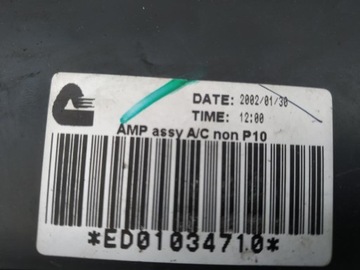 DATE: 2002/01/30
TIME: 12:00
AMP assy A/C non P10
*ED01034710*